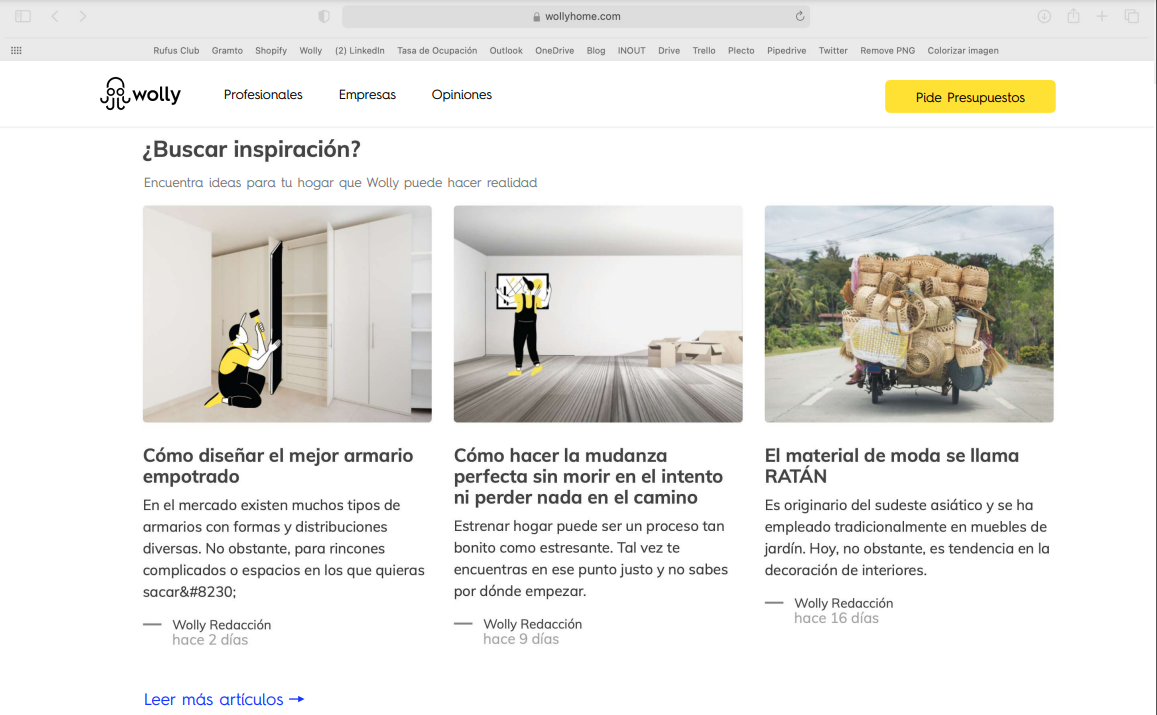 wollyhome.com
Rufus Club Gramto Shopify Wolly (2) LinkedIn Tasa de Ocupación Outlook OneDrive Blog INOUT Drive Trello Plecto Pipedrive Twitter Remove PNG Colorizar imagen
wolly Profesionales Empresas Opiniones Pide Presupuestos
¿Buscar inspiración?
Encuentra ideas para tu hogar que Wolly puede hacer realidad
Cómo diseñar el mejor armario
empotrado
En el mercado existen muchos tipos de
armarios con formas y distribuciones
diversas. No obstante, para rincones
complicados o espacios en los que quieras
sacar&#8230;
Wolly Redacción
hace 2 días
Cómo hacer la mudanza
perfecta sin morir en el intento
ni perder nada en el camino
Estrenar hogar puede ser un proceso tan
bonito como estresante. Tal vez te
encuentras en ese punto justo y no sabes
por dónde empezar.
Wolly Redacción
hace 9 días
El material de moda se llama
RATÁN
Es originario del sudeste asiático y se ha
empleado tradicionalmente en muebles de
jardín. Hoy, no obstante, es tendencia en la
decoración de interiores.
Wolly Redacción
hace 16 días
Leer más artículos →